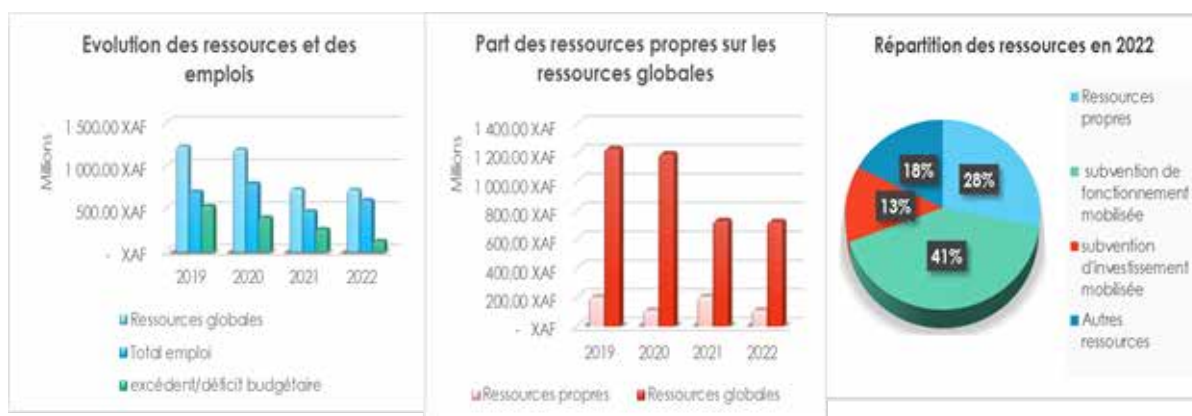 Evolution des ressources et des
emplois
Millions
1 500.00 XAF
1 000.00 XAF
500.00 XAF
- XAF
2019 2020 2021 2022
Ressources globales
Total emploi
excédent/déficit budgétaire
Part des ressources propres sur les
ressources globales
Millions
1 400.00 XAF
1 200.00 XAF
1 000.00 XAF
800.00 XAF
600.00 XAF
400.00 XAF
200.00 XAF
- XAF
2019 2020 2021 2022
Ressources propres Ressources globales
Répartition des ressources en 2022
18%
28%
13%
41%
Ressources
propres
subvention de
fonctionnement
mobilisée
subvention
d'investissement
mobilisée
Autres
ressources